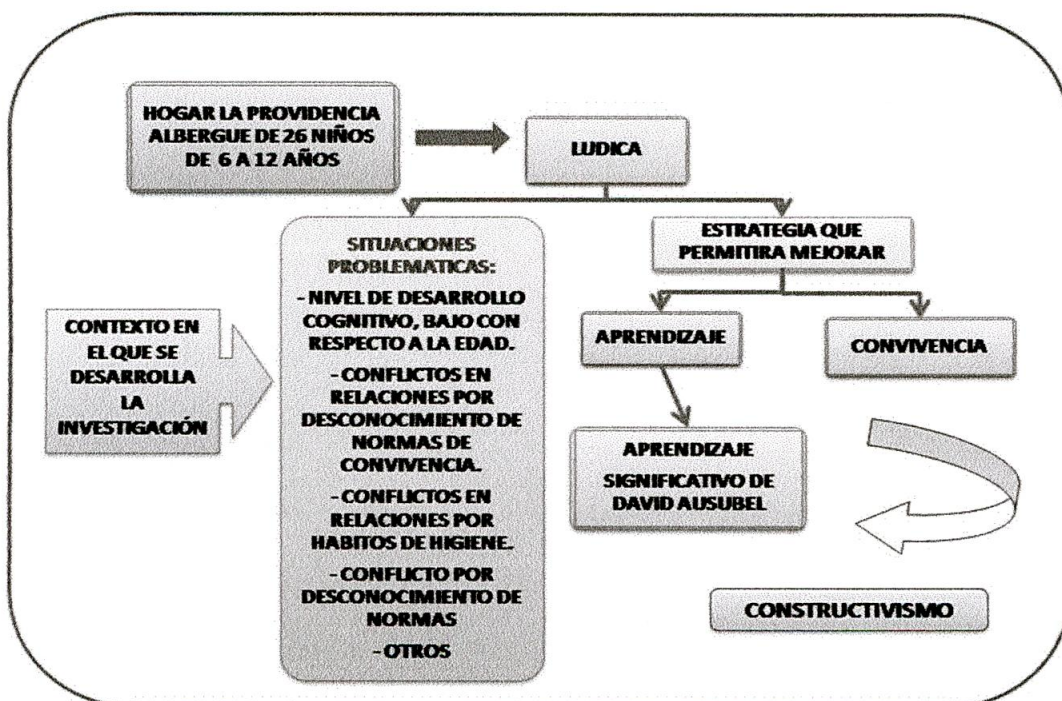 HOGAR LA PROVIDENCIA
ALBERGUE DE 26 NIÑOS
DE 6 A 12 AÑOS
LUDICA
SITUACIONES
PROBLEMATICAS:
- NIVEL DE DESARROLLO
COGNITIVO, BAJO CON
RESPECTO A LA EDAD.
- CONFLICTOS EN
RELACIONES POR
DESCONOCIMIENTO DE
NORMAS DE
CONVIVENCIA.
- CONFLICTOS EN
RELACIONES POR
HABITOS DE HIGIENE.
- CONFLICTO POR
DESCONOCIMIENTO DE
NORMAS
- OTROS
ESTRATEGIA QUE
PERMITIRA MEJORAR
CONTEXTO EN
EL QUE SE
DESARROLLA
LA
INVESTIGACIÓN
APRENDIZAJE
CONVIVENCIA
APRENDIZAJE
SIGNIFICATIVO DE
DAVID AUSUBEL
CONSTRUCTIVISMO